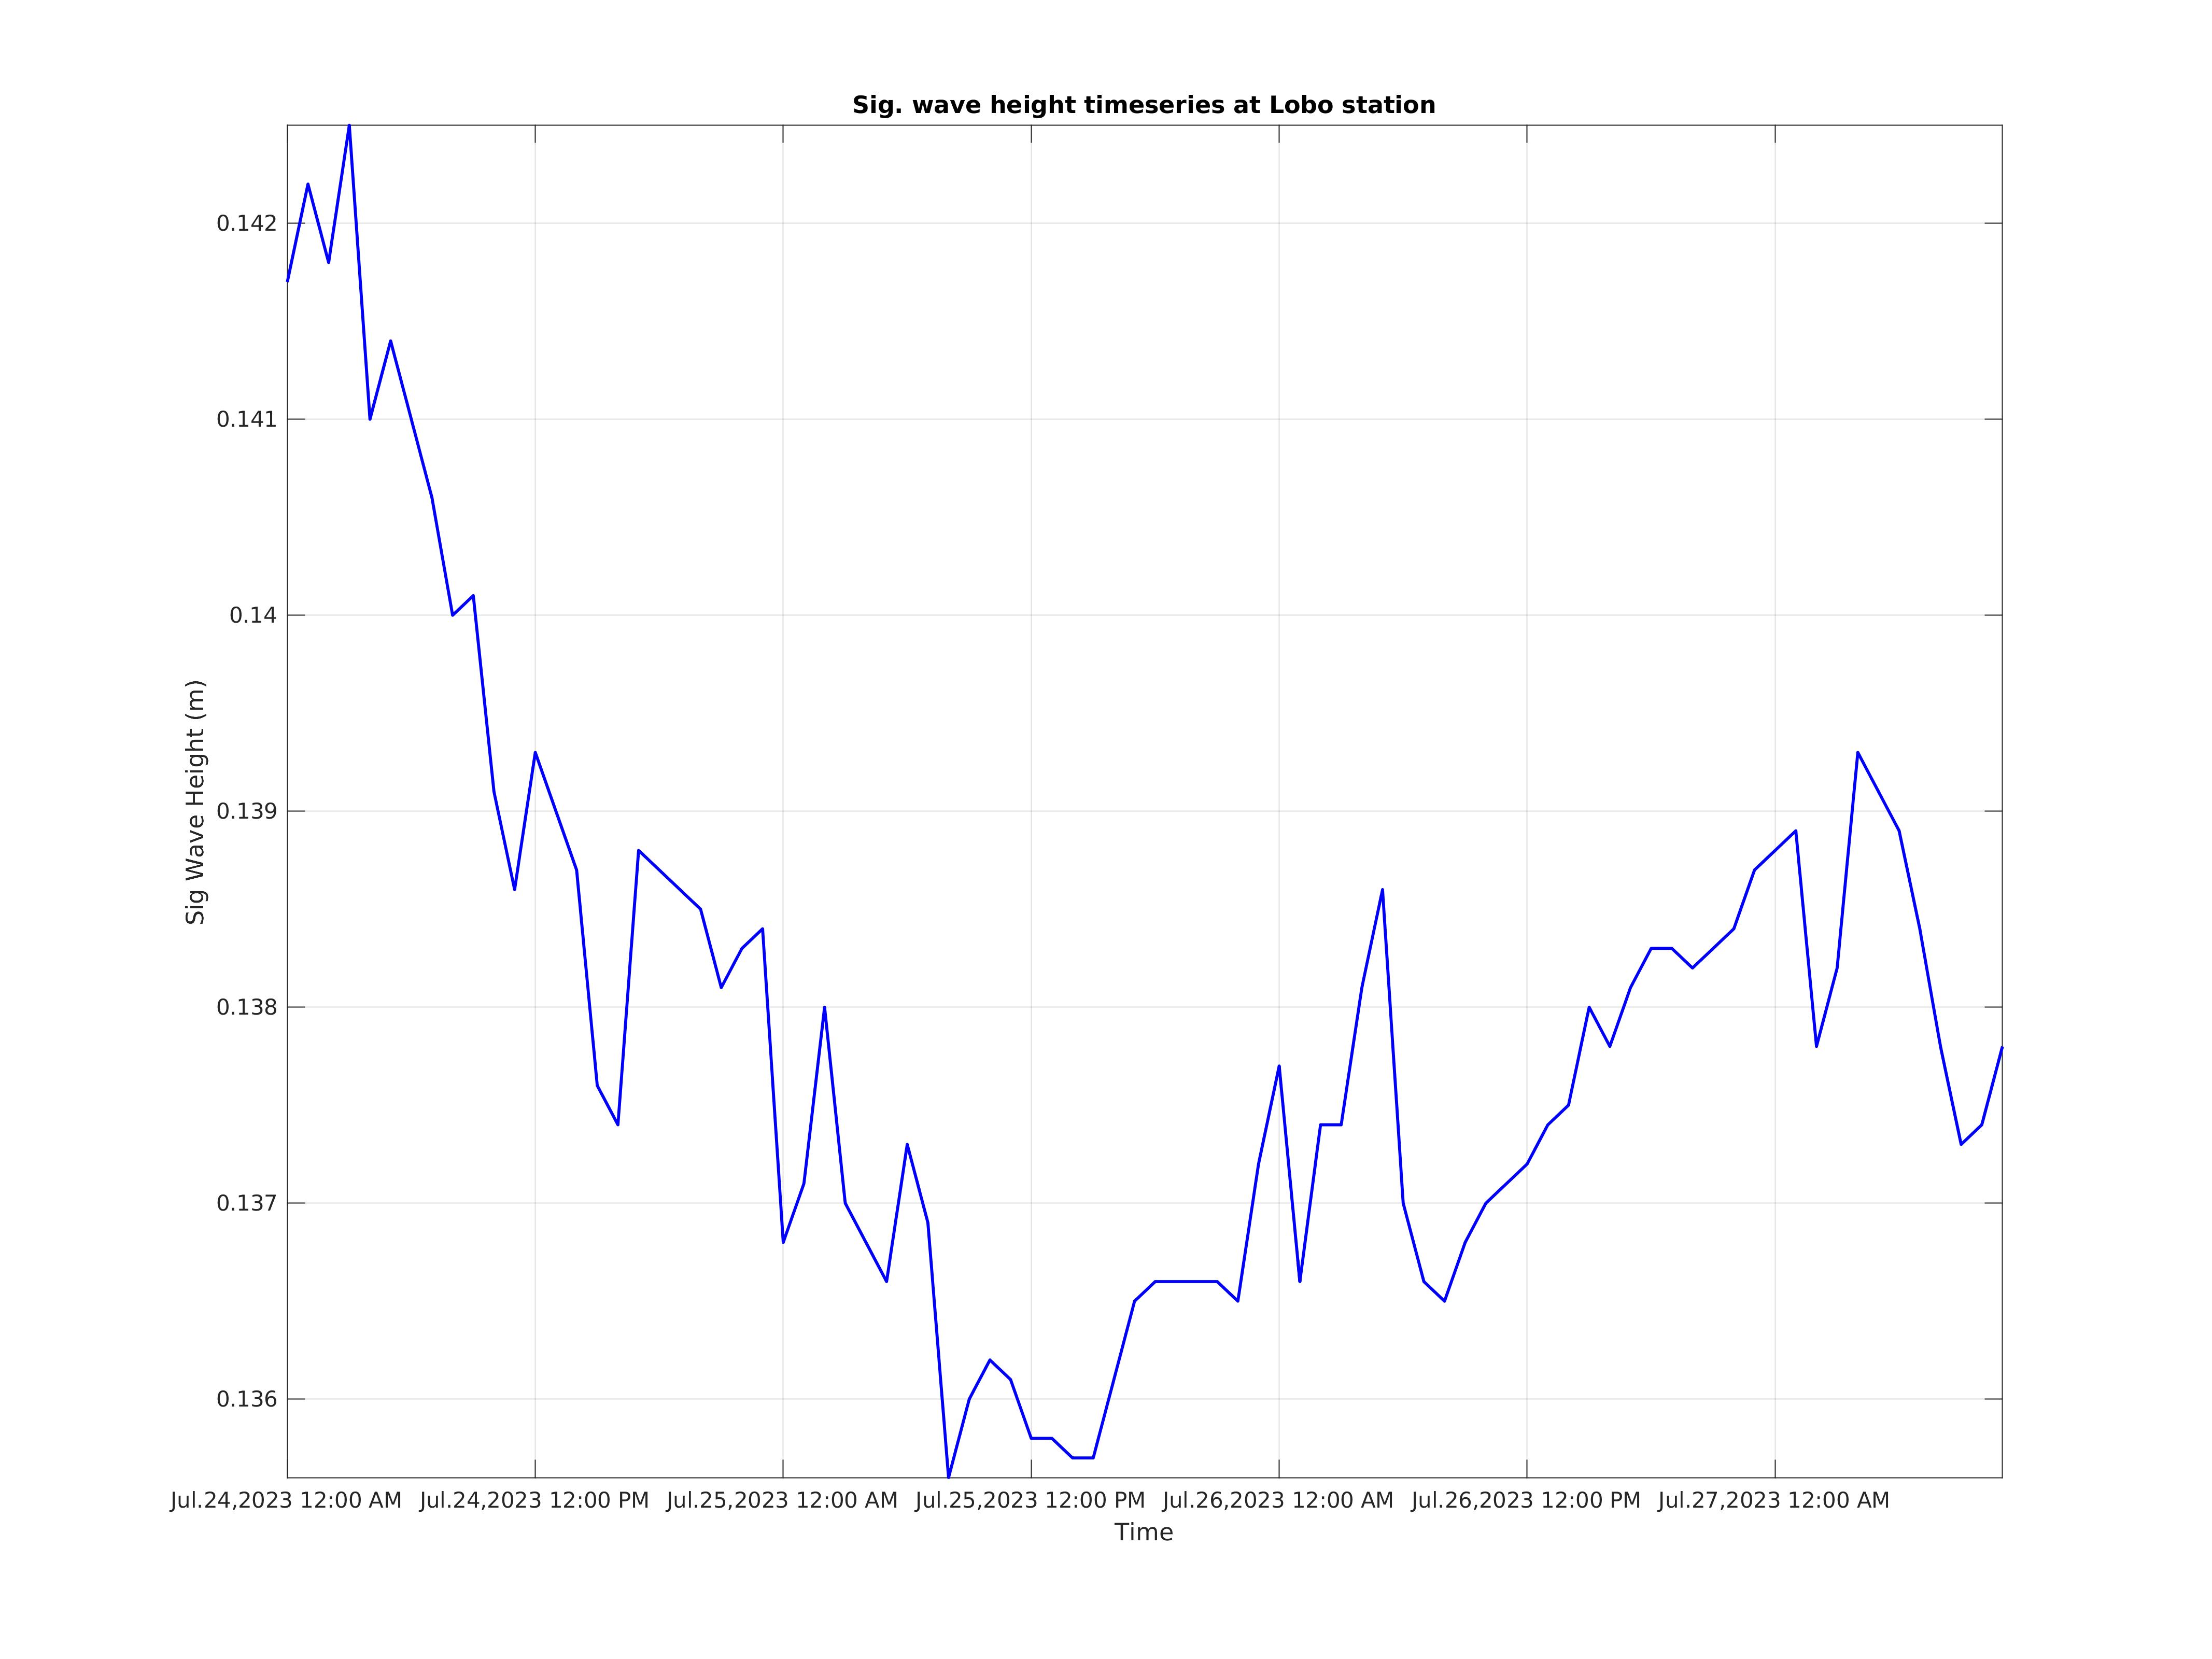 Sig. wave height timeseries at Lobo station
0.142
0.141
0.14
0.139
0.138
0.137
0.136
Sig Wave Height (m)
Jul.24,2023 12:00 AM Jul.24,2023 12:00 PM Jul.25,2023 12:00 AM Jul.25,2023 12:00 PM Jul.26,2023 12:00 AM Jul.26,2023 12:00 PM Jul.27,2023 12:00 AM
Time